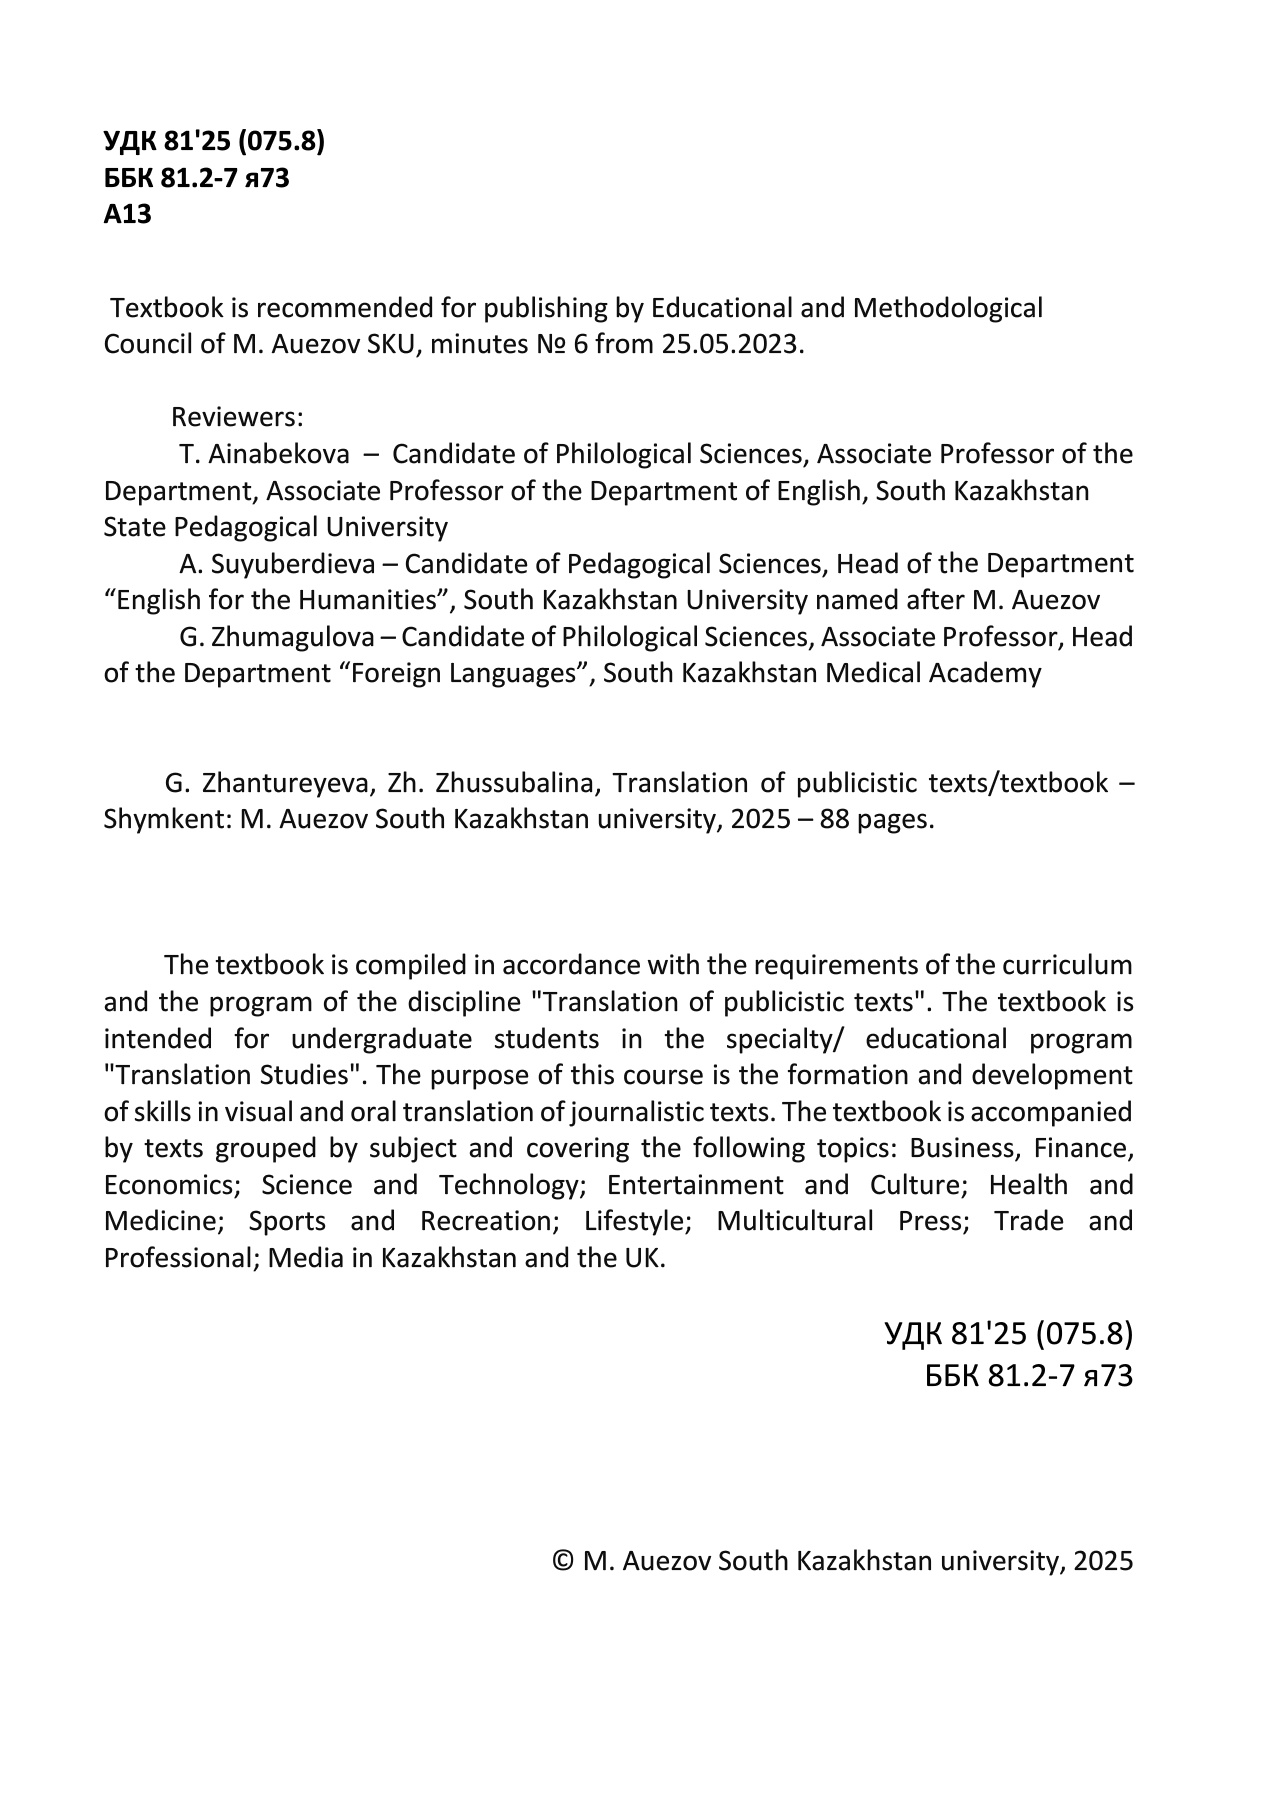 УДК 81'25 (075.8)
ББК 81.2-7 я73
А13
Textbook is recommended for publishing by Educational and Methodological
Council of M. Auezov SKU, minutes № 6 from 25.05.2023.
Reviewers:
T. Ainabekova – Candidate of Philological Sciences, Associate Professor of the
Department, Associate Professor of the Department of English, South Kazakhstan
State Pedagogical University
A. Suyuberdieva – Candidate of Pedagogical Sciences, Head of the Department
“English for the Humanities”, South Kazakhstan University named after M. Auezov
G. Zhumagulova – Candidate of Philological Sciences, Associate Professor, Head
of the Department “Foreign Languages”, South Kazakhstan Medical Academy
G. Zhantureyeva, Zh. Zhussubalina, Translation of publicistic texts/textbook –
Shymkent: M. Auezov South Kazakhstan university, 2025 – 88 pages.
The textbook is compiled in accordance with the requirements of the curriculum
and the program of the discipline "Translation of publicistic texts". The textbook is
intended for undergraduate students in the specialty/ educational program
"Translation Studies". The purpose of this course is the formation and development
of skills in visual and oral translation of journalistic texts. The textbook is accompanied
by texts grouped by subject and covering the following topics: Business, Finance,
Economics; Science and Technology; Entertainment and Culture; Health and
Medicine; Sports and Recreation; Lifestyle; Multicultural Press; Trade and
Professional; Media in Kazakhstan and the UK.
УДК 81'25 (075.8)
ББК 81.2-7 я73
© M. Auezov South Kazakhstan university, 2025